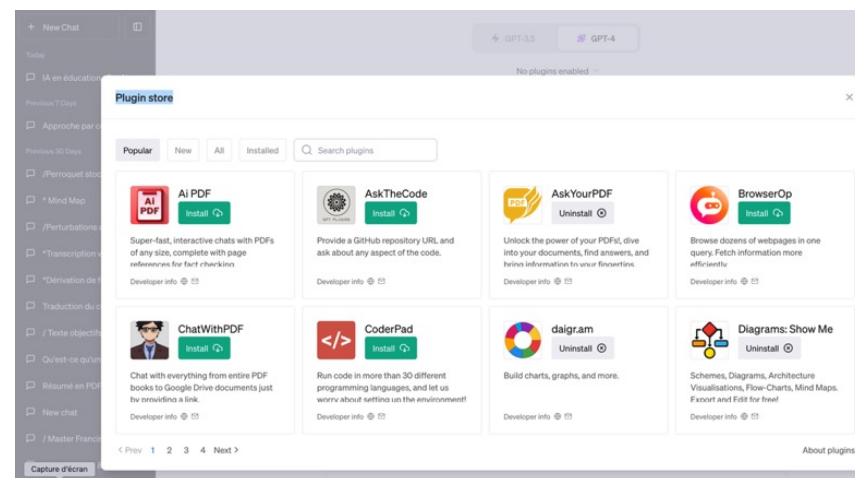 + New Chat
GPT-3.5
GPT-4
Today
No plugins enabled
IA en éducation
Previous 7 Days
Approche par
Previous 30 Days
/Perroquet
* Mind Map
/Perturbations
*Transcription
*Dérivation de
Traduction du
/ Texte
Qu'est-ce
Résumé en PDF
New chat
/ Master
Capture d'écran
Plugin store
×
Popular
New
All
Installed
Search plugins
Ai PDF
AI
PDF
Install
Super-fast, interactive chats with PDFs
of any size, complete with page
references for fact checking
Developer info
AskTheCode
GPT PLUGINS
Install
Provide a GitHub repository URL and
ask about any aspect of the code.
Developer info
AskYourPDF
PDF
Uninstall
Unlock the power of your PDFs!, dive
into your documents, find answers, and
bring information to your fingertips
Developer info
BrowserOp
Install
Browse dozens of webpages in one
query. Fetch information more
efficiently
Developer info
ChatWithPDF
Install
Chat with everything from entire PDF
books to Google Drive documents just
by providing a link.
Developer info
CoderPad
</>
Install
Run code in more than 30 different
programming languages, and let us
worry about setting up the environment!
Developer info
daigr.am
Uninstall
Build charts, graphs, and more.
Developer info
Diagrams: Show Me
Uninstall
Schemes, Diagrams, Architecture
Visualisations, Flow-Charts, Mind Maps.
Export and Edit for free!
Developer info
< Prev 1 2 3 4 Next >
About plugins